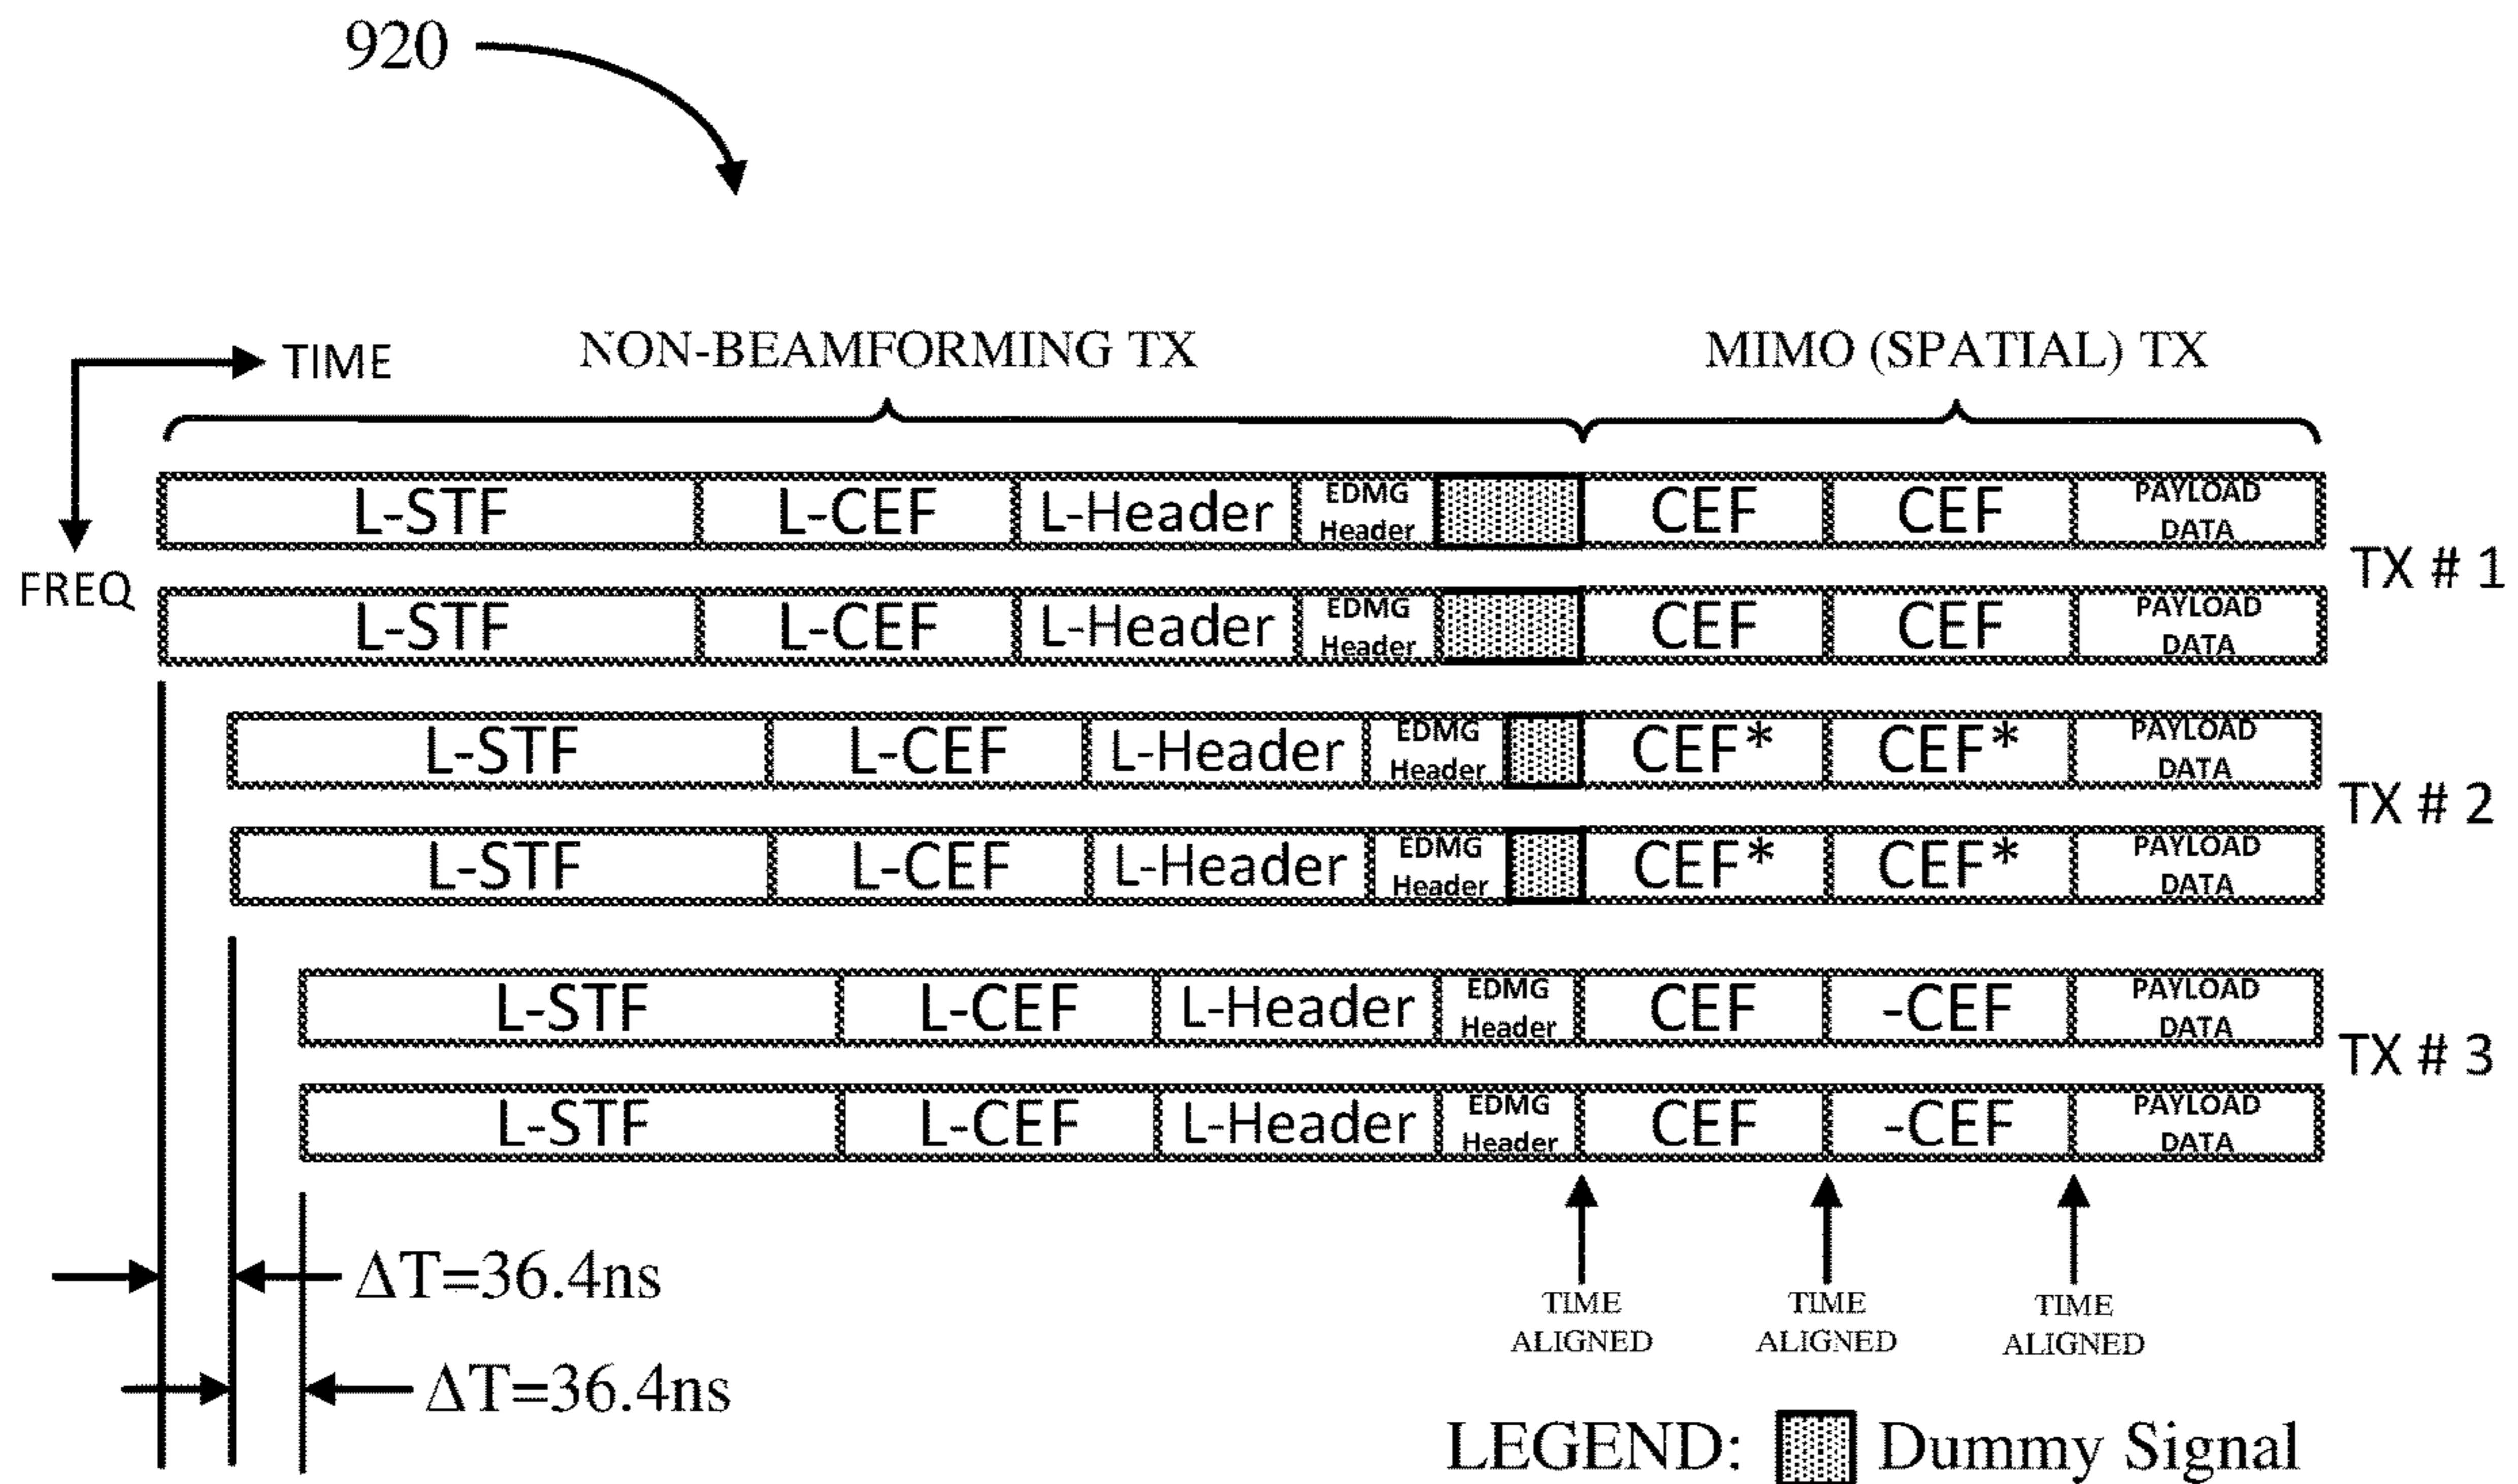 920
TIME
NON-BEAMFORMING TX
MIMO (SPATIAL) TX
FREQ
L-STF L-CEF L-Header EDMG Header CEF CEF PAYLOAD DATA
TX # 1
L-STF L-CEF L-Header EDMG Header CEF CEF PAYLOAD DATA
L-STF L-CEF L-Header EDMG Header CEF* CEF* PAYLOAD DATA
TX # 2
L-STF L-CEF L-Header EDMG Header CEF* CEF* PAYLOAD DATA
L-STF L-CEF L-Header EDMG Header CEF -CEF PAYLOAD DATA
TX # 3
L-STF L-CEF L-Header EDMG Header CEF -CEF PAYLOAD DATA
ΔT=36.4ns
ΔT=36.4ns
TIME ALIGNED
TIME ALIGNED
TIME ALIGNED
LEGEND: Dummy Signal